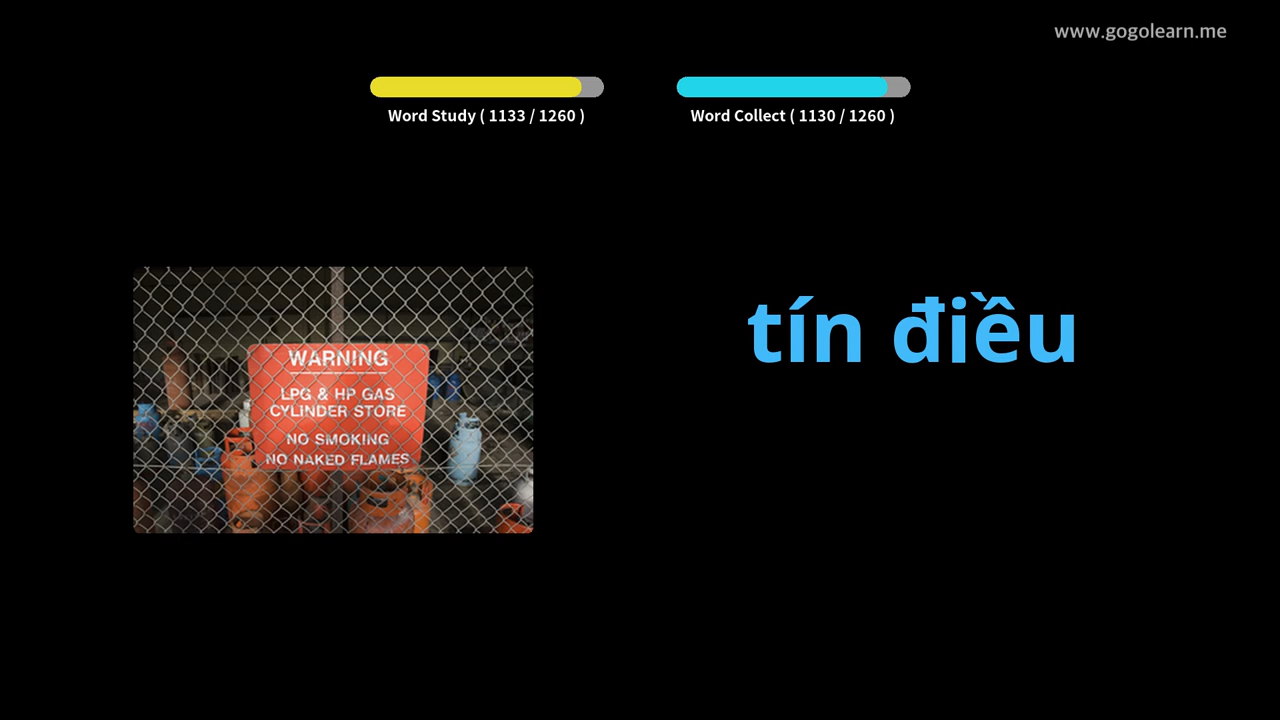 www.gogolearn.me
Word Study ( 1133 / 1260 )
Word Collect ( 1130 / 1260 )
tín điều
WARNING
LPG & HP GAS
CYLINDER STORE
NO SMOKING
NO NAKED FLAMES